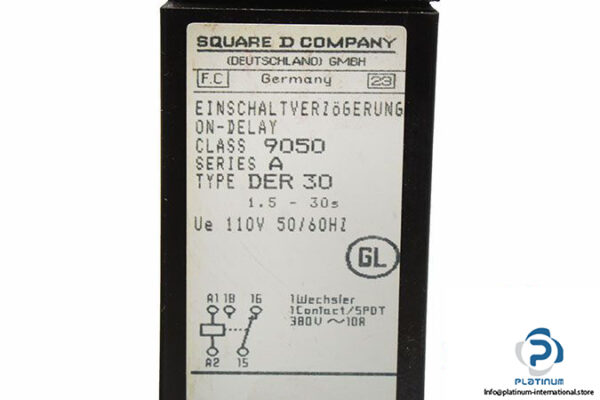 SQUARE D COMPANY
(DEUTSCHLAND) GMBH
F.C Germany 23
EINSCHALTVERZöGERUNG
ON-DELAY
CLASS 9050
SERIES A
TYPE DER 30
1.5 - 30s
Ue 110V 50/60HZ
GL
A1 18 16
1Wechsler
1Contact/SPDT
380V ~10A
A2 15
PLATINUM
Info@platinum-international.store